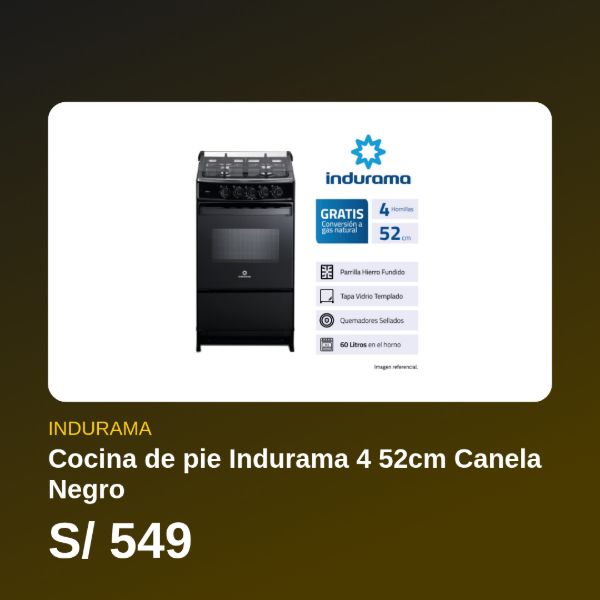 indurama
GRATIS
Conversión a
gas natural
4 Hornillas
52 cm
Parrilla Hierro Fundido
Tapa Vidrio Templado
Quemadores Sellados
60 Litros en el horno
Imagen referencial.
indurama
INDURAMA
Cocina de pie Indurama 4 52cm Canela
Negro
S/ 549